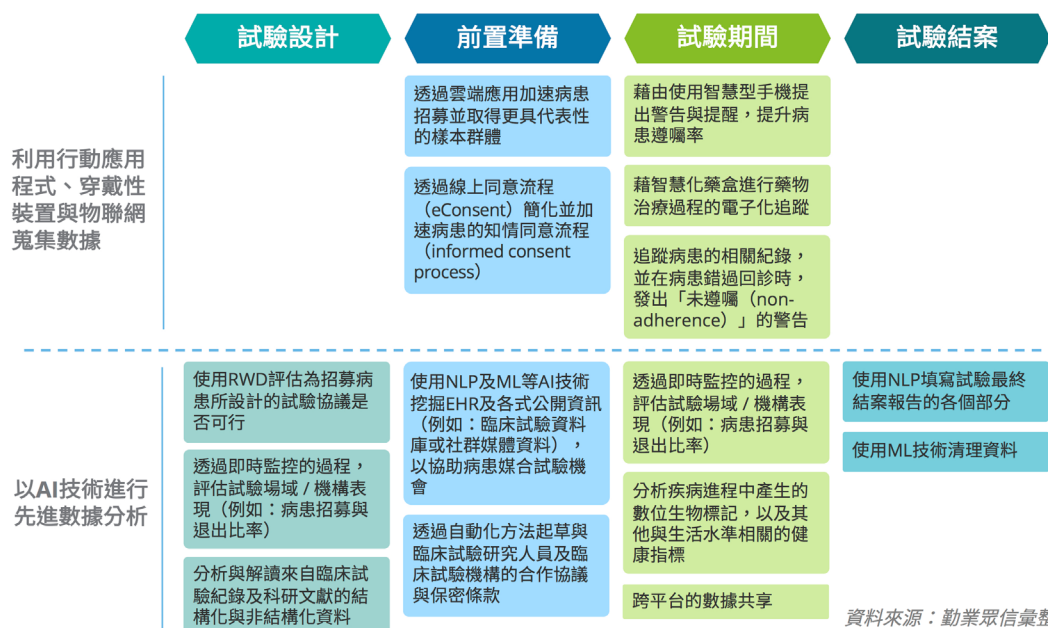 試驗設計
前置準備
試驗期間
試驗結案
利用行動應用
程式、穿戴性
裝置與物聯網
蒐集數據
透過雲端應用加速病患
招募並取得更具代表性
的樣本群體
透過線上同意流程
（eConsent）簡化並加
速病患的知情同意流程
（informed consent
process）
藉由使用智慧型手機提
出警告與提醒，提升病
患遵囑率
藉智慧化藥盒進行藥物
治療過程的電子化追蹤
追蹤病患的相關紀錄，
並在病患錯過回診時，
發出「未遵囑（non-
adherence）」的警告
以AI技術進行
先進數據分析
使用RWD評估為招募病
患所設計的試驗協議是
否可行
透過即時監控的過程，
評估試驗場域 / 機構表
現（例如：病患招募與
退出比率）
分析與解讀來自臨床試
驗紀錄及科研文獻的結
構化與非結構化資料
使用NLP及ML等AI技術
挖掘EHR及各式公開資訊
（例如：臨床試驗資料
庫或社群媒體資料），
以協助病患媒合試驗機
會
透過自動化方法起草與
臨床試驗研究人員及臨
床試驗機構的合作協議
與保密條款
透過即時監控的過程，
評估試驗場域 / 機構表
現（例如：病患招募與
退出比率）
分析疾病進程中產生的
數位生物標記，以及其
他與生活水準相關的健
康指標
跨平台的數據共享
使用NLP填寫試驗最終
結案報告的各個部分
使用ML技術清理資料
資料來源：勤業眾信彙整